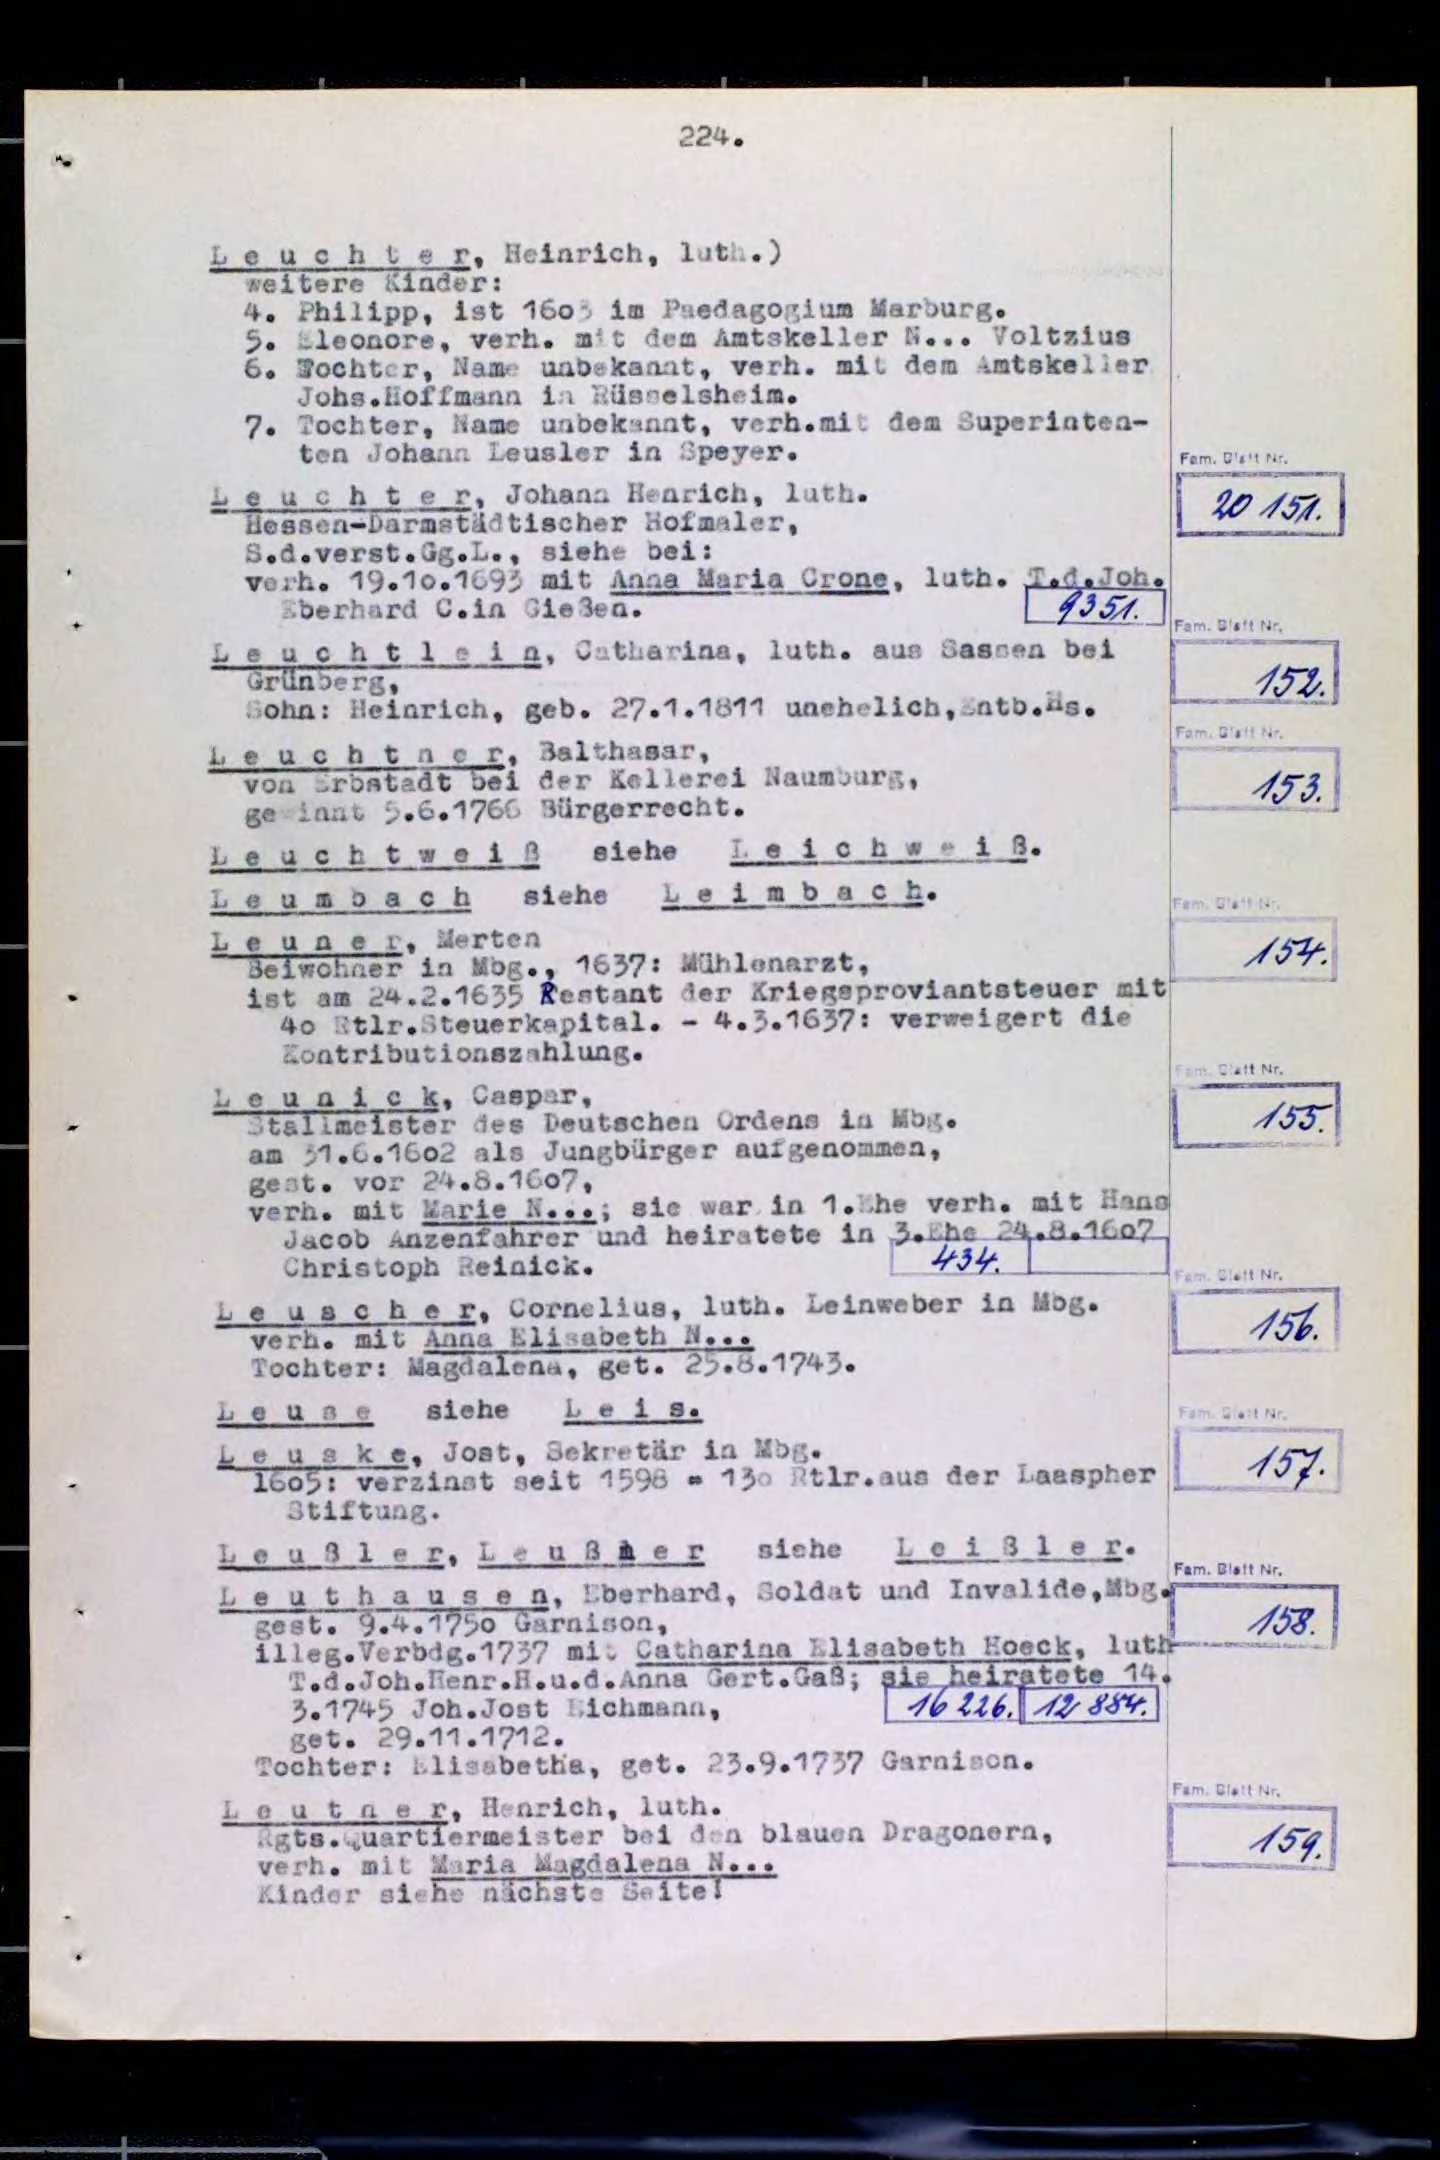 224.
Leuchter, Heinrich, luth.)
weitere Kinder:
4. Philipp, ist 16o3 im Paedagogium Marburg.
5. Eleonore, verh. mit dem Amtskeller N... Voltzius
6. Tochter, Name unbekannt, verh. mit dem Amtskeller
Johs.Hoffmann in Rüsselsheim.
7. Tochter, Name unbekannt, verh.mit dem Superinten-
ten Johann Leusler in Speyer.
Fam. Blatt Nr.
20 151.
Leuchter, Johann Henrich, luth.
Hessen-Darmstädtischer Hofmaler,
S.d.verst.Gg.L., siehe bei:
verh. 19.1o.1693 mit Anna Maria Crone, luth. T.d.Joh.
Eberhard C.in Gießen.
9351.
Fam. Blatt Nr.
152.
Leuchtlein, Catharina, luth. aus Sassen bei
Grünberg,
Sohn: Heinrich, geb. 27.1.1811 unehelich,Entb.Hs.
Fam. Blatt Nr.
153.
Leuchtner, Balthasar,
von Erbstadt bei der Kellerei Naumburg,
gewinnt 5.6.1766 Bürgerrecht.
Leuchtweiß siehe Leichweiß.
Leumbach siehe Leimbach.
Fam. Blatt Nr.
154.
Leuner, Merten
Beiwohner in Mbg., 1637: Mühlenarzt,
ist am 24.2.1635 Restant der Kriegsproviantsteuer mit
4o Rtlr.Steuerkapital. - 4.3.1637: verweigert die
Kontributionszahlung.
Fam. Blatt Nr.
155.
Leunick, Caspar,
Stallmeister des Deutschen Ordens in Mbg.
am 31.6.16o2 als Jungbürger aufgenommen,
gest. vor 24.8.16o7,
verh. mit Marie N...; sie war in 1.Ehe verh. mit Hans
Jacob Anzenfahrer und heiratete in 3.Ehe 24.8.16o7
Christoph Reinick.
434.
Fam. Blatt Nr.
156.
Leuscher, Cornelius, luth. Leinweber in Mbg.
verh. mit Anna Elisabeth N...
Tochter: Magdalena, get. 25.8.1743.
Leuse siehe Leis.
Fam. Blatt Nr.
157.
Leuske, Jost, Sekretär in Mbg.
16o5: verzinst seit 1598 = 13o Rtlr.aus der Laaspher
Stiftung.
Leußler, Leußner siehe Leißler.
Fam. Blatt Nr.
158.
Leuthausen, Eberhard, Soldat und Invalide,Mbg.
gest. 9.4.175o Garnison,
illeg.Verbdg.1737 mit Catharina Elisabeth Hoeck, luth
T.d.Joh.Henr.H.u.d.Anna Gert.Gaß; sie heiratete 14.
3.1745 Joh.Jost Eichmann,
16 226. 12 884.
get. 29.11.1712.
Tochter: Elisabetha, get. 23.9.1737 Garnison.
Fam. Blatt Nr.
159.
Leutner, Henrich, luth.
Rgts.Quartiermeister bei den blauen Dragonern,
verh. mit Maria Magdalena N...
Kinder siehe nächste Seite!